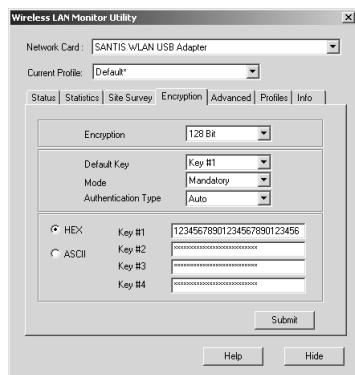 Wireless LAN Monitor Utility
Network Card : SANTIS WLAN USB Adapter
Current Profile: Default*
Status Statistics Site Survey Encryption Advanced Profiles Info
Encryption 128 Bit
Default Key Key #1
Mode Mandatory
Authentication Type Auto
HEX Key #1 12345678901234567890123456
ASCII Key #2 **************************
Key #3 **************************
Key #4 **************************
Submit
Help Hide